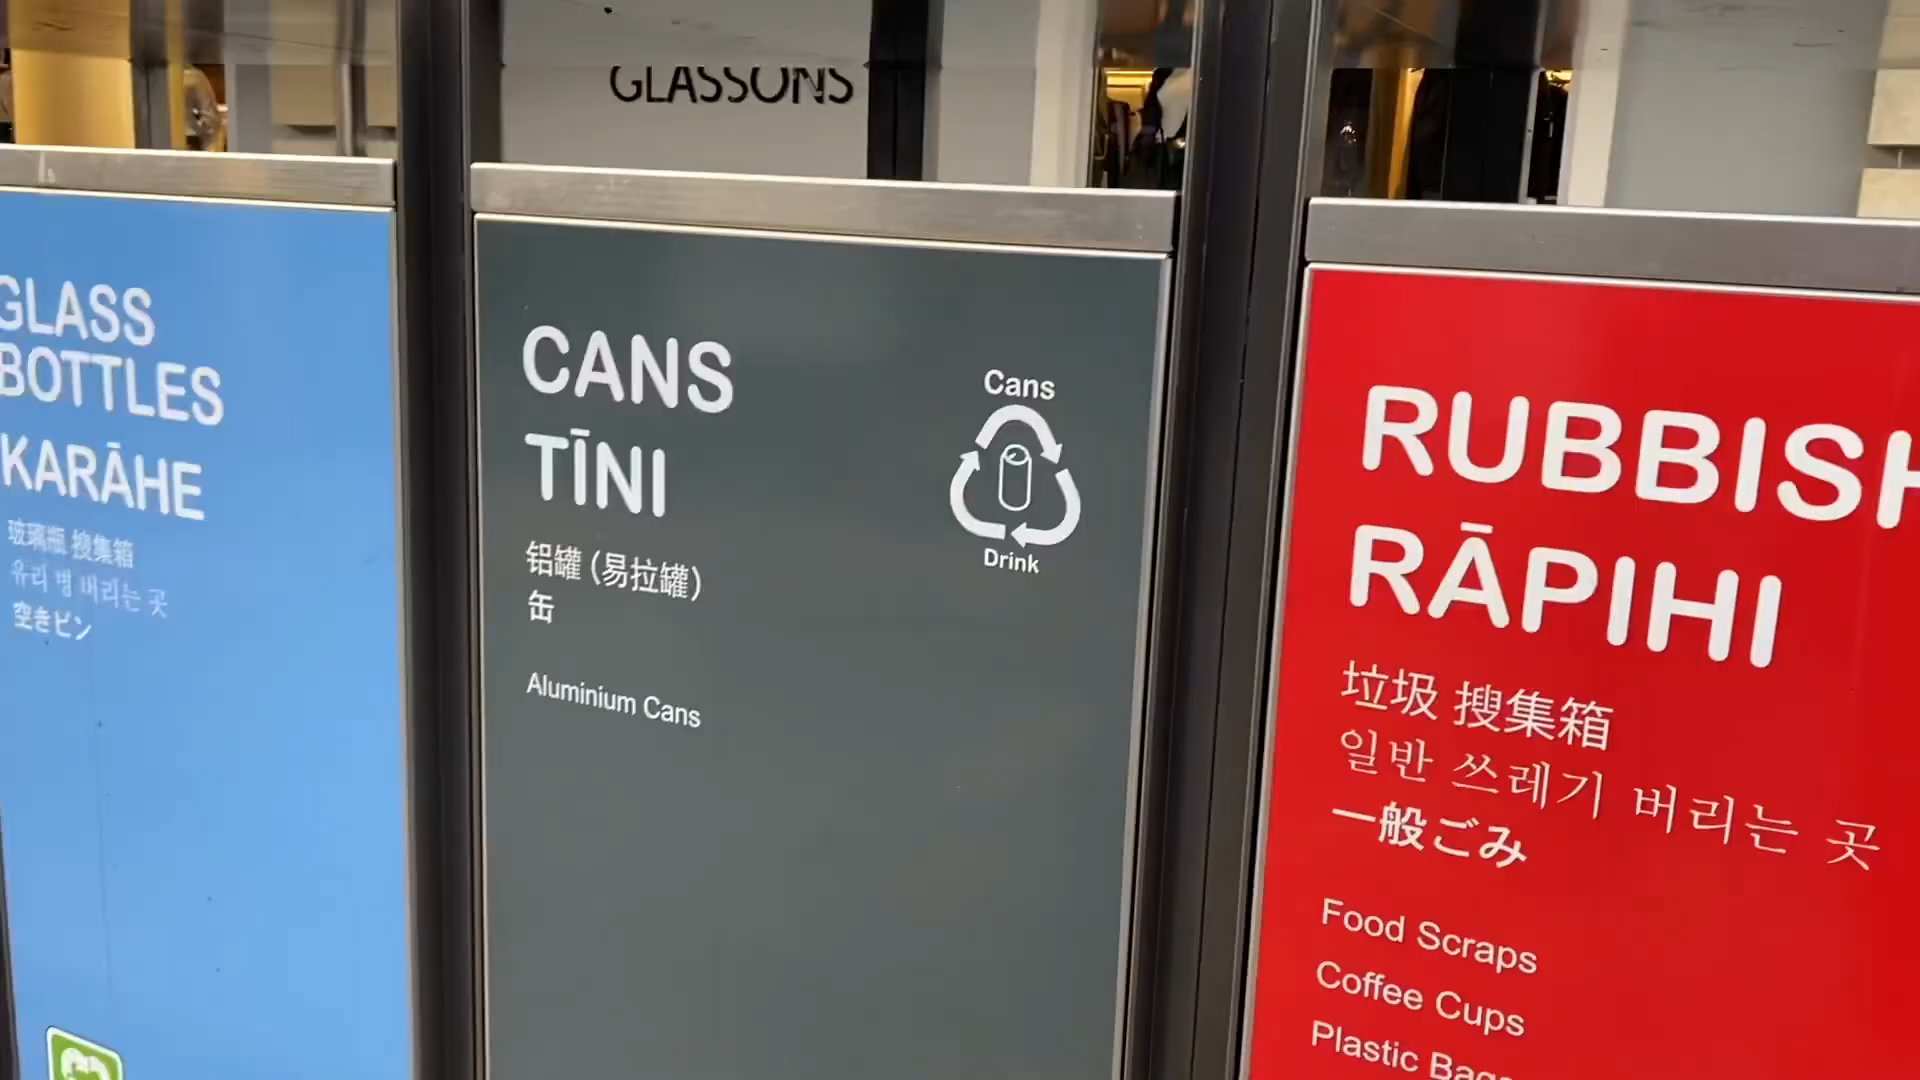 GLASSONS
GLASS
BOTTLES
KARĀHE
玻璃瓶 搜集箱
유리 병 버리는 곳
空きビン
CANS
TĪNI
铝罐 (易拉罐)
缶
Aluminium Cans
Cans
Drink
RUBBISH
RĀPIHI
垃圾 搜集箱
일반 쓰레기 버리는 곳
一般ごみ
Food Scraps
Coffee Cups
Plastic Bags